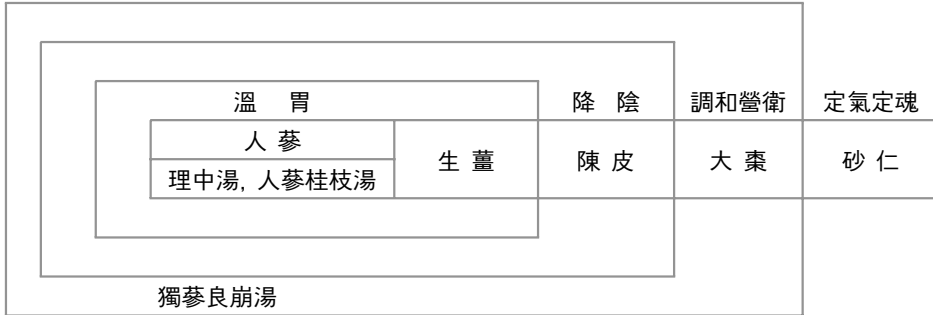 溫 胃 降 陰 調和營衛 定氣定魂
人 蔘
生 薑 陳 皮 大 棗 砂 仁
理中湯, 人蔘桂枝湯
獨蔘良崩湯